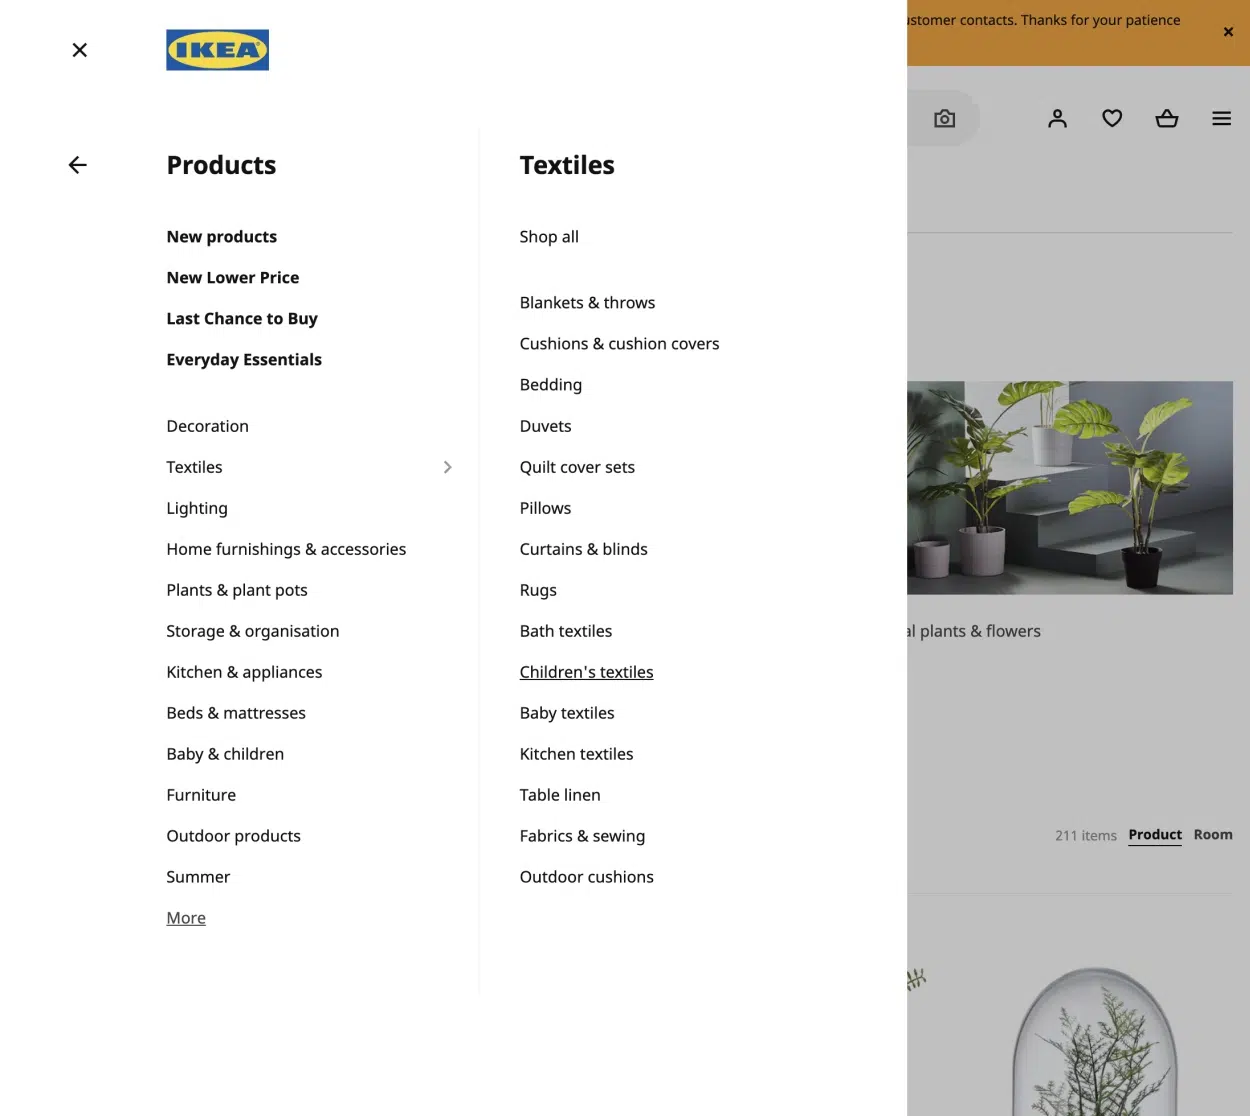 ustomer contacts. Thanks for your patience
IKEA
Products
New products
New Lower Price
Last Chance to Buy
Everyday Essentials
Decoration
Textiles
Lighting
Home furnishings & accessories
Plants & plant pots
Storage & organisation
Kitchen & appliances
Beds & mattresses
Baby & children
Furniture
Outdoor products
Summer
More
Textiles
Shop all
Blankets & throws
Cushions & cushion covers
Bedding
Duvets
Quilt cover sets
Pillows
Curtains & blinds
Rugs
Bath textiles
Children's textiles
Baby textiles
Kitchen textiles
Table linen
Fabrics & sewing
Outdoor cushions
al plants & flowers
211 items Product Room